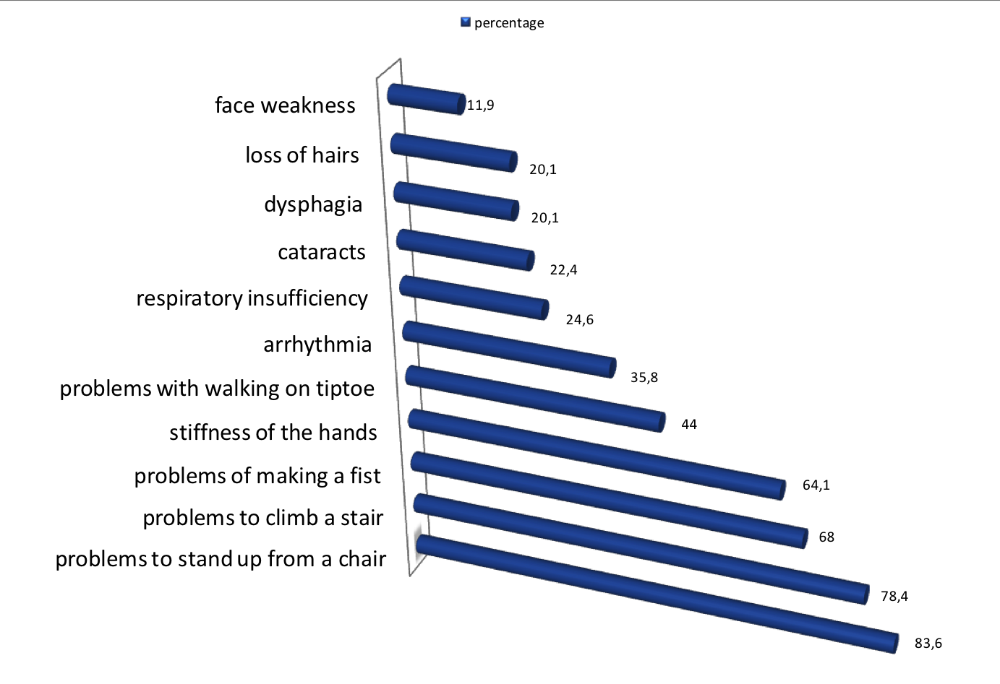 percentage
face weakness
11,9
loss of hairs
20,1
dysphagia
20,1
cataracts
22,4
respiratory insufficiency
24,6
arrhythmia
35,8
problems with walking on tiptoe
44
stiffness of the hands
64,1
problems of making a fist
68
problems to climb a stair
78,4
problems to stand up from a chair
83,6